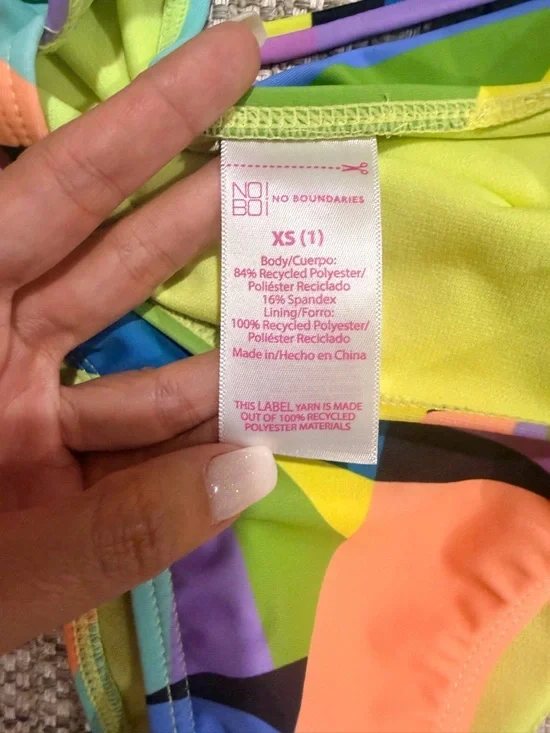 NO!
BO!
NO BOUNDARIES
XS (1)
Body/Cuerpo:
84% Recycled Polyester/
Poliéster Reciclado
16% Spandex
Lining/Forro:
100% Recycled Polyester/
Poliéster Reciclado
Made in/Hecho en China
THIS LABEL YARN IS MADE
OUT OF 100% RECYCLED
POLYESTER MATERIALS